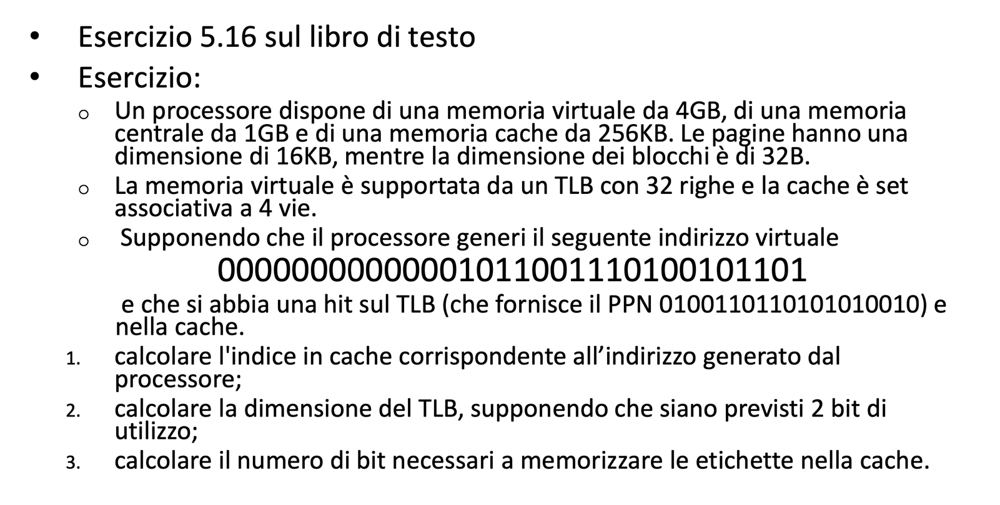 • Esercizio 5.16 sul libro di testo
• Esercizio:
o Un processore dispone di una memoria virtuale da 4GB, di una memoria
centrale da 1GB e di una memoria cache da 256KB. Le pagine hanno una
dimensione di 16KB, mentre la dimensione dei blocchi è di 32B.
o La memoria virtuale è supportata da un TLB con 32 righe e la cache è set
associativa a 4 vie.
o Supponendo che il processore generi il seguente indirizzo virtuale
00000000000001011001110100101101
e che si abbia una hit sul TLB (che fornisce il PPN 0100110110101010010) e
nella cache.
1. calcolare l'indice in cache corrispondente all’indirizzo generato dal
processore;
2. calcolare la dimensione del TLB, supponendo che siano previsti 2 bit di
utilizzo;
3. calcolare il numero di bit necessari a memorizzare le etichette nella cache.